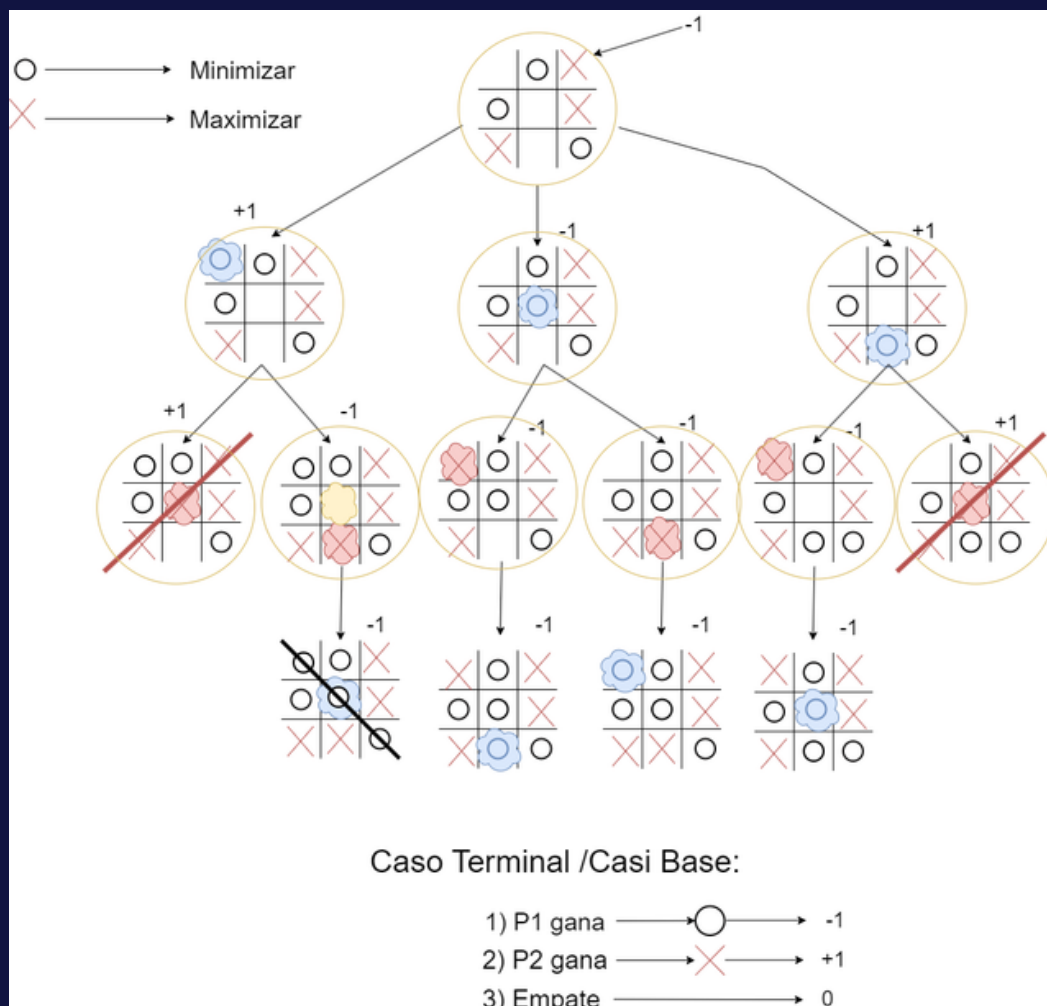 -1
Minimizar
Maximizar
+1
-1
+1
+1
-1
-1
-1
-1
+1
-1
-1
-1
-1
Caso Terminal /Casi Base:
1) P1 gana -1
2) P2 gana +1
3) Empate 0